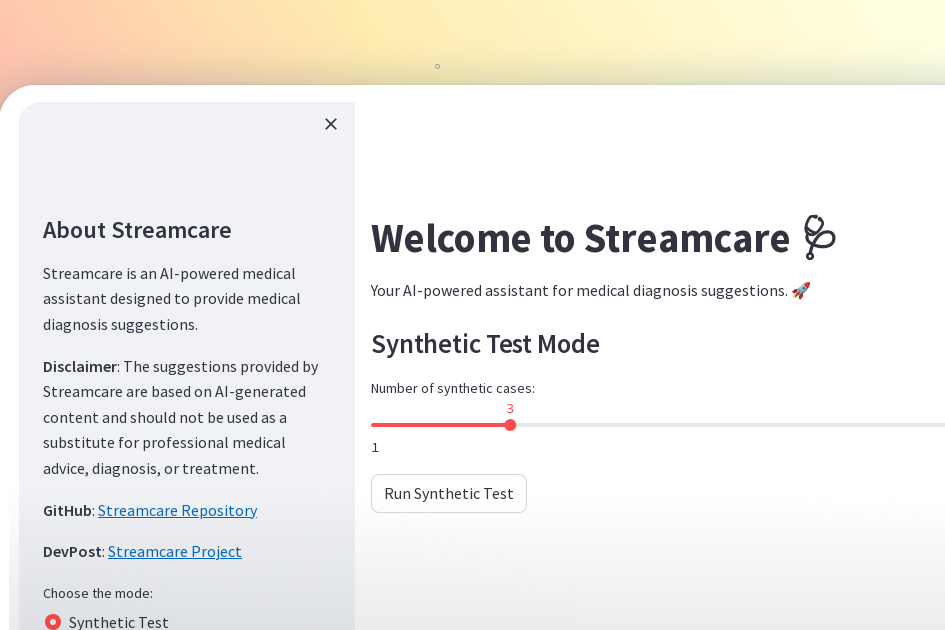 About Streamcare
Streamcare is an AI-powered medical
assistant designed to provide medical
diagnosis suggestions.
Disclaimer: The suggestions provided by
Streamcare are based on AI-generated
content and should not be used as a
substitute for professional medical
advice, diagnosis, or treatment.
GitHub: Streamcare Repository
DevPost: Streamcare Project
Choose the mode:
Synthetic Test
Welcome to Streamcare 🩺
Your AI-powered assistant for medical diagnosis suggestions. 🚀
Synthetic Test Mode
Number of synthetic cases:
3
1
Run Synthetic Test